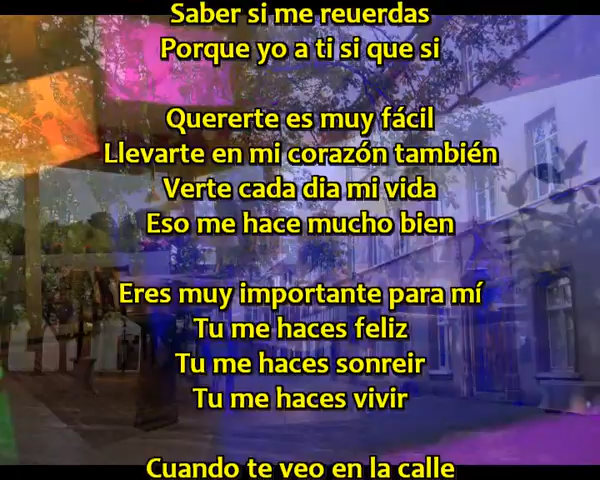 Saber si me reuerdas
Porque yo a ti si que si
Quererte es muy fácil
Llevarte en mi corazón también
Verte cada dia mi vida
Eso me hace mucho bien
Eres muy importante para mí
Tu me haces feliz
Tu me haces sonreir
Tu me haces vivir
Cuando te veo en la calle